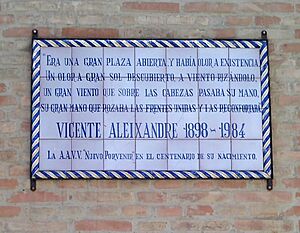 "Era una gran plaza abierta, y había olor a existencia
Un olor a gran sol descubierto, a viento rizándolo,
un gran viento que sobre las cabezas pasaba su mano,
su gran mano que rozaba las frentes unidas y las reconfortaba"
VICENTE ALEIXANDRE 1898 - 1984
La A.A.V.V. "Nuevo Porvenir" en el centenario de su nacimiento.